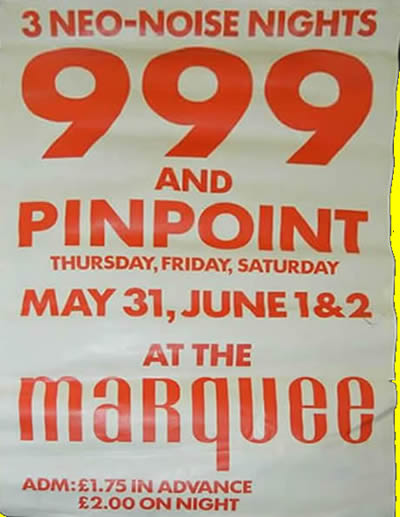 3 NEO-NOISE NIGHTS
999
AND
PINPOINT
THURSDAY, FRIDAY, SATURDAY
MAY 31, JUNE 1&2
AT THE
maRquee
ADM: £1.75 IN ADVANCE
£2.00 ON NIGHT